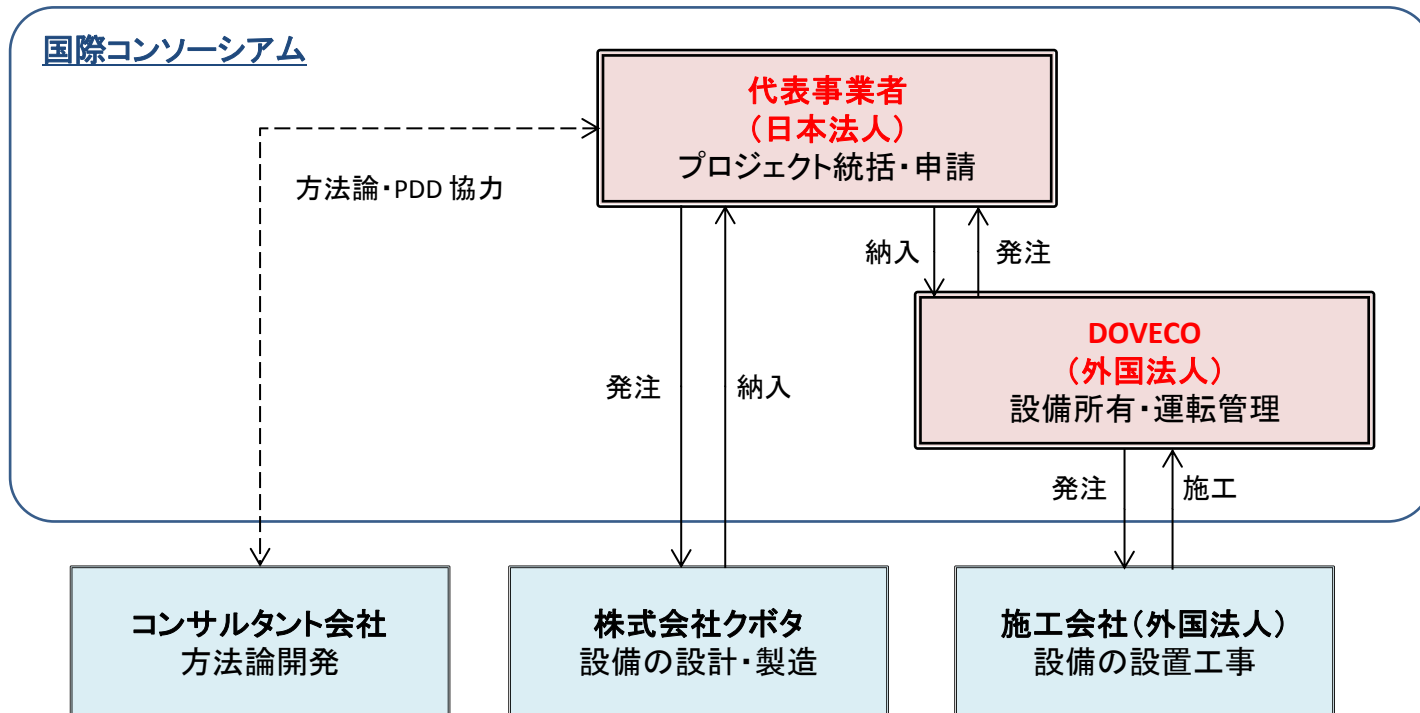 国際コンソーシアム
代表事業者
（日本法人）
プロジェクト統括・申請
方法論・PDD 協力
納入
発注
DOVECO
（外国法人）
設備所有・運転管理
発注
納入
発注
施工
コンサルタント会社
方法論開発
株式会社クボタ
設備の設計・製造
施工会社（外国法人）
設備の設置工事